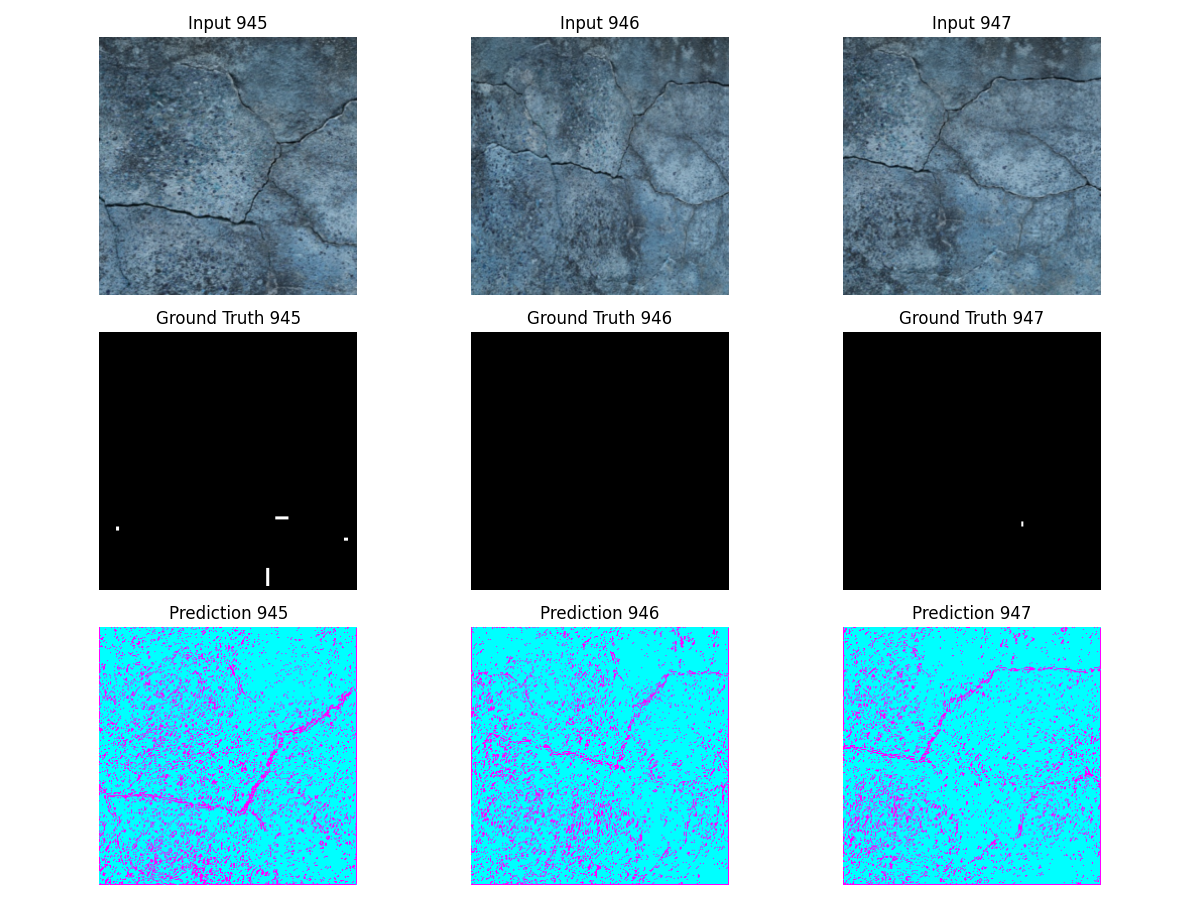 Input 945
Input 946
Input 947
Ground Truth 945
Ground Truth 946
Ground Truth 947
Prediction 945
Prediction 946
Prediction 947